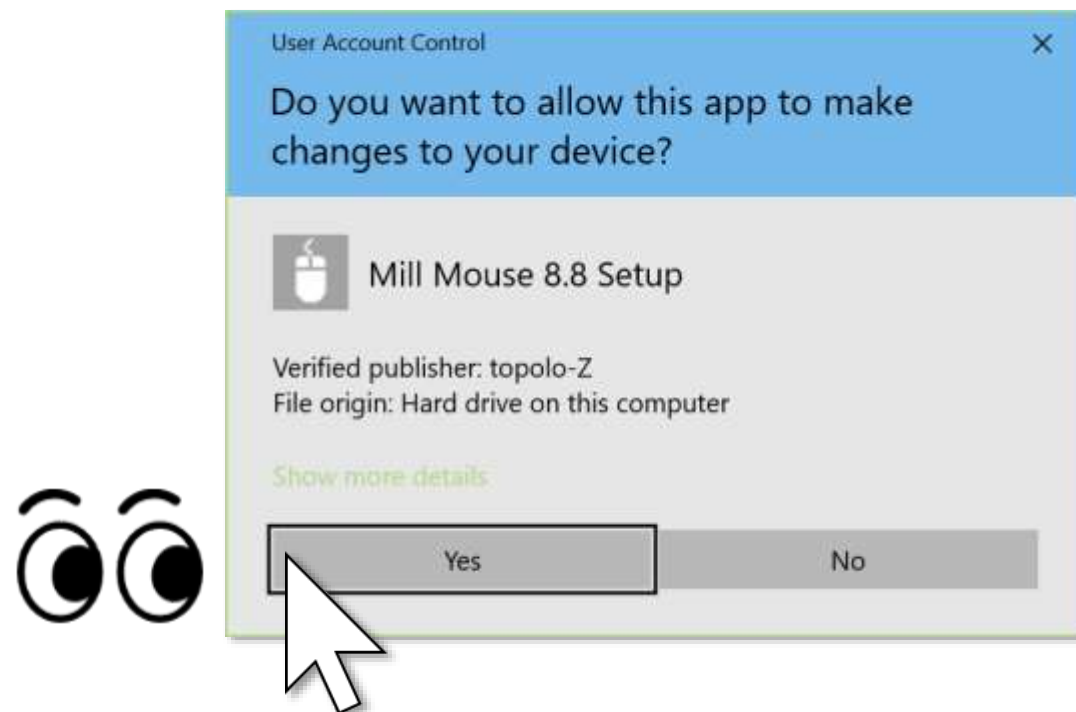 User Account Control
Do you want to allow this app to make
changes to your device?
Mill Mouse 8.8 Setup
Verified publisher: topolo-Z
File origin: Hard drive on this computer
Show more details
Yes No